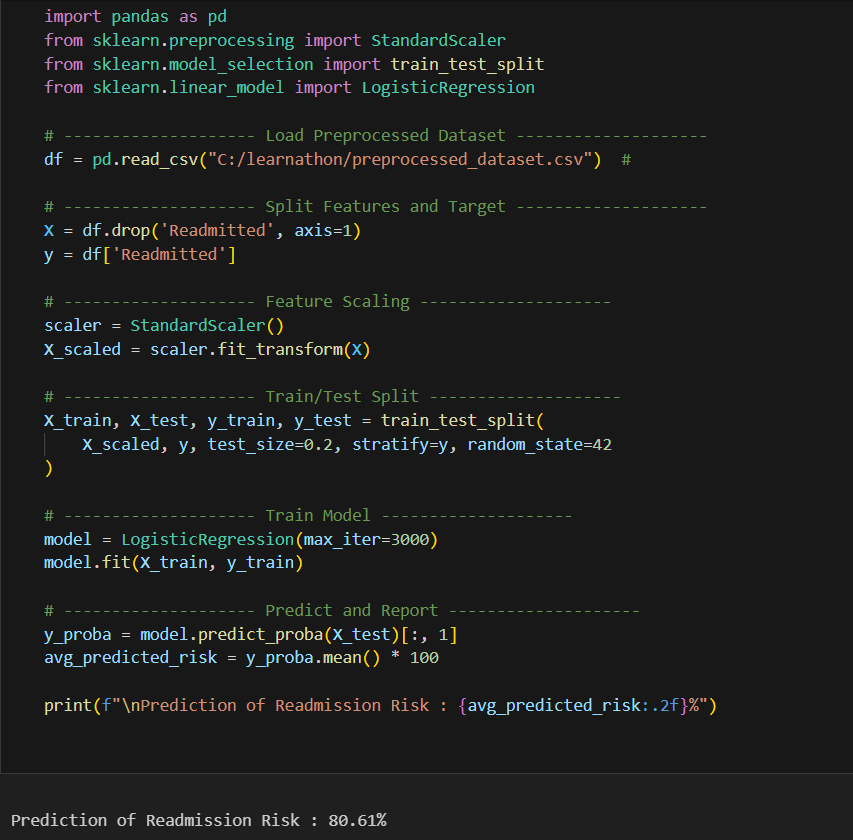 import pandas as pd
from sklearn.preprocessing import StandardScaler
from sklearn.model_selection import train_test_split
from sklearn.linear_model import LogisticRegression
# -------------------- Load Preprocessed Dataset --------------------
df = pd.read_csv("C:/learnathon/preprocessed_dataset.csv")  #
# -------------------- Split Features and Target --------------------
X = df.drop('Readmitted', axis=1)
y = df['Readmitted']
# -------------------- Feature Scaling --------------------
scaler = StandardScaler()
X_scaled = scaler.fit_transform(X)
# -------------------- Train/Test Split --------------------
X_train, X_test, y_train, y_test = train_test_split(
    X_scaled, y, test_size=0.2, stratify=y, random_state=42
)
# -------------------- Train Model --------------------
model = LogisticRegression(max_iter=3000)
model.fit(X_train, y_train)
# -------------------- Predict and Report --------------------
y_proba = model.predict_proba(X_test)[:, 1]
avg_predicted_risk = y_proba.mean() * 100
print(f"\nPrediction of Readmission Risk : {avg_predicted_risk:.2f}%")
Prediction of Readmission Risk : 80.61%